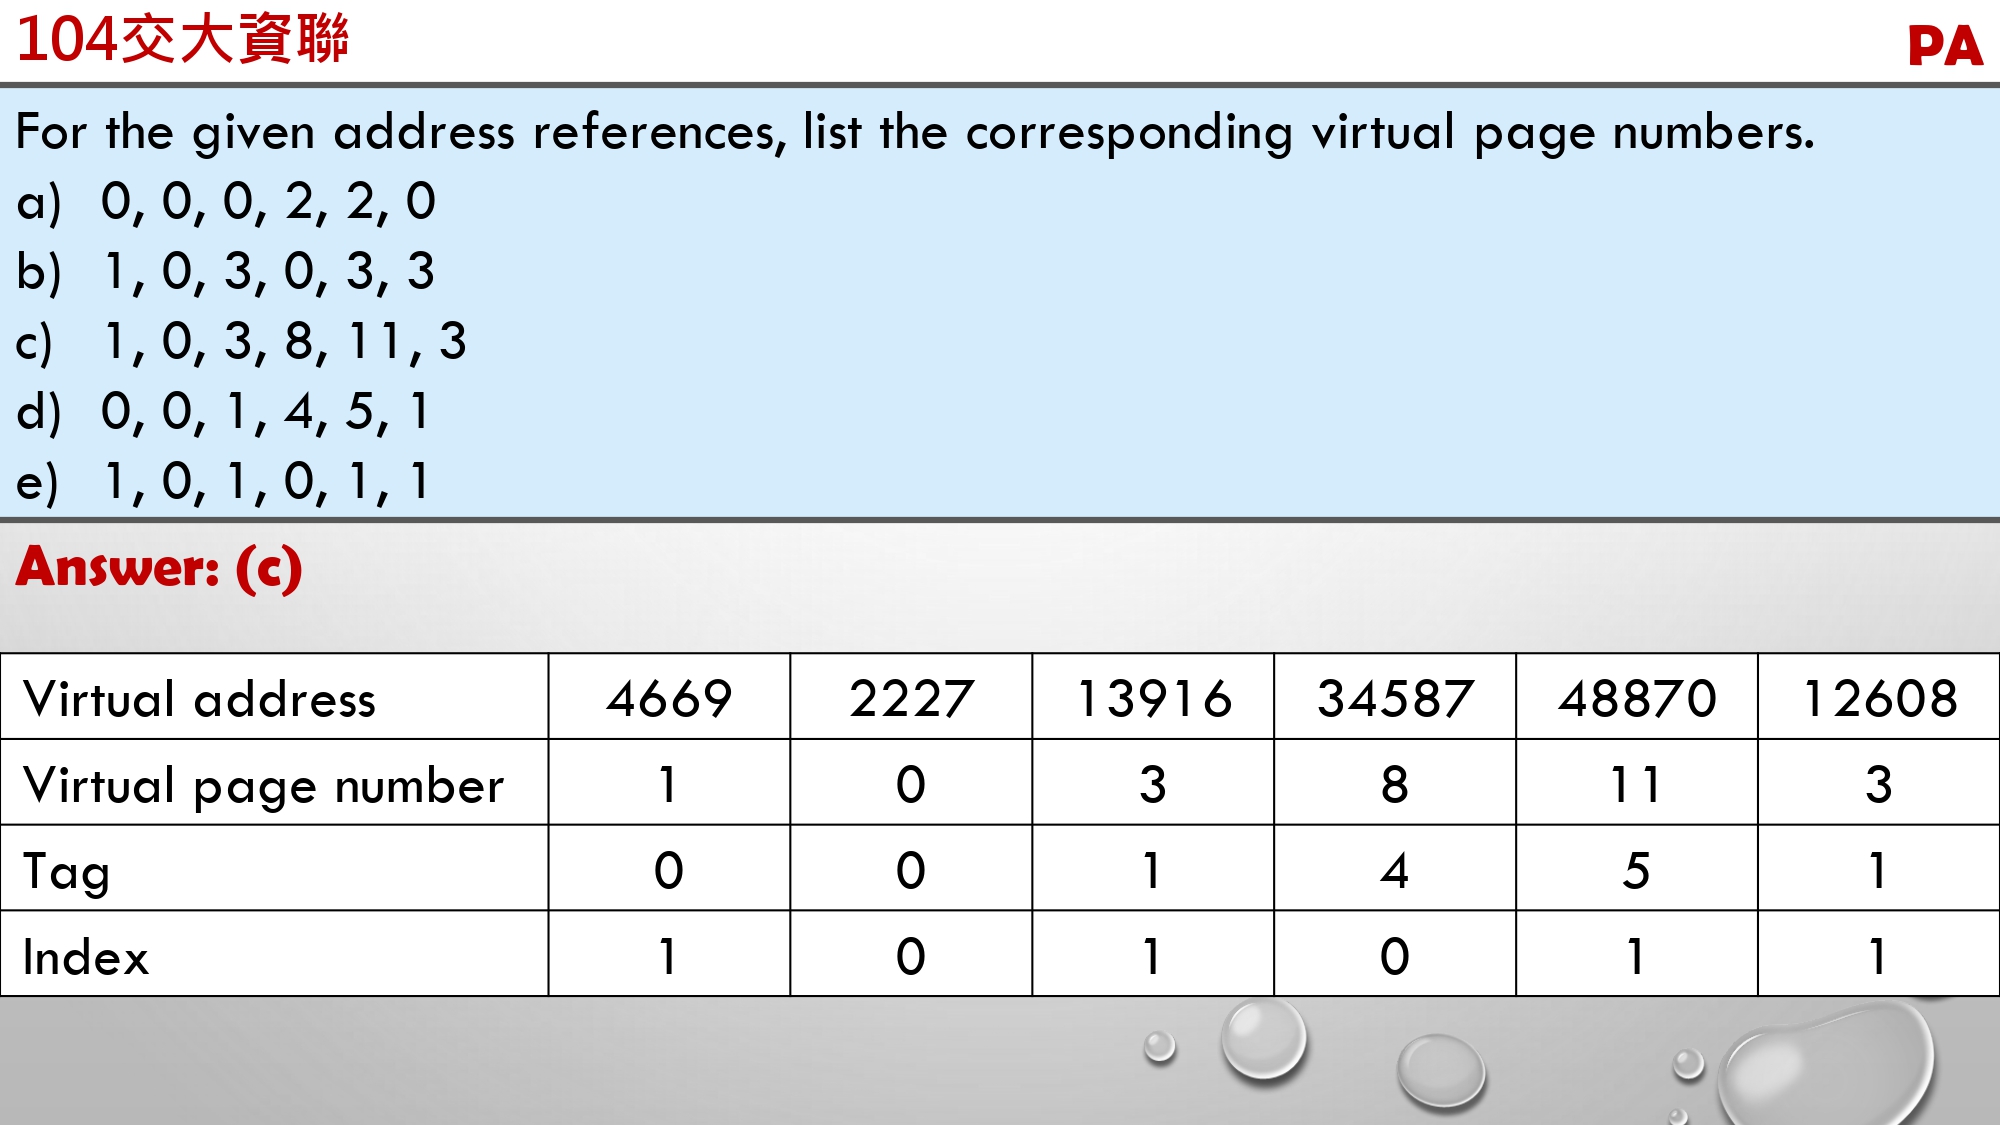 104交大資聯
PA
For the given address references, list the corresponding virtual page numbers.
a) 0, 0, 0, 2, 2, 0
b) 1, 0, 3, 0, 3, 3
c) 1, 0, 3, 8, 11, 3
d) 0, 0, 1, 4, 5, 1
e) 1, 0, 1, 0, 1, 1
Answer: (c)
Virtual address 4669 2227 13916 34587 48870 12608
Virtual page number 1 0 3 8 11 3
Tag 0 0 1 4 5 1
Index 1 0 1 0 1 1